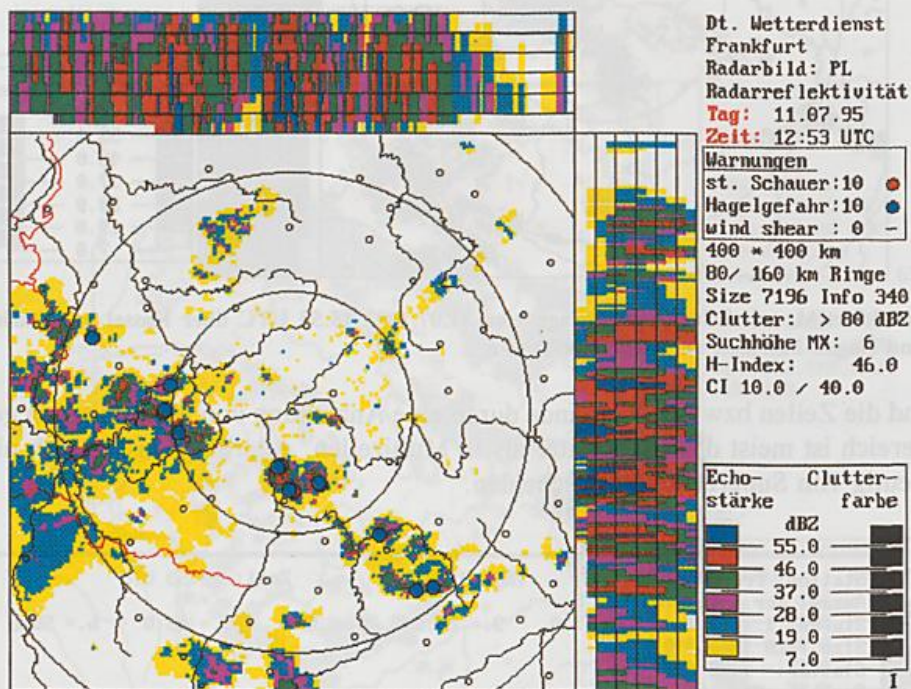 Dt. Wetterdienst
Frankfurt
Radarbild: PL
Radarreflektivität
Tag: 11.07.95
Zeit: 12:53 UTC
Warnungen
st. Schauer:10
Hagelgefahr:10
wind shear : 0 -
400 * 400 km
80/ 160 km Ringe
Size 7196 Info 340
Clutter: > 80 dBZ
Suchhöhe MX: 6
H-Index: 46.0
CI 10.0 / 40.0
Echo- Clutter-
stärke farbe
dBZ
55.0
46.0
37.0
28.0
19.0
7.0
I